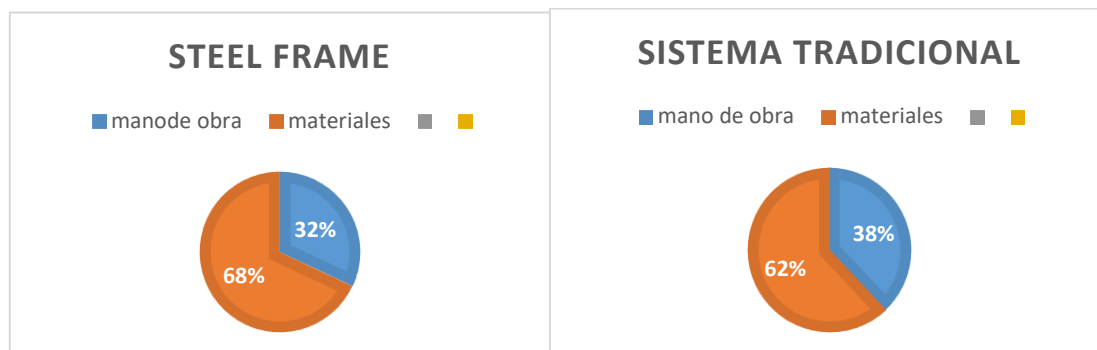 STEEL FRAME
manode obra materiales
32%
68%
SISTEMA TRADICIONAL
mano de obra materiales
38%
62%